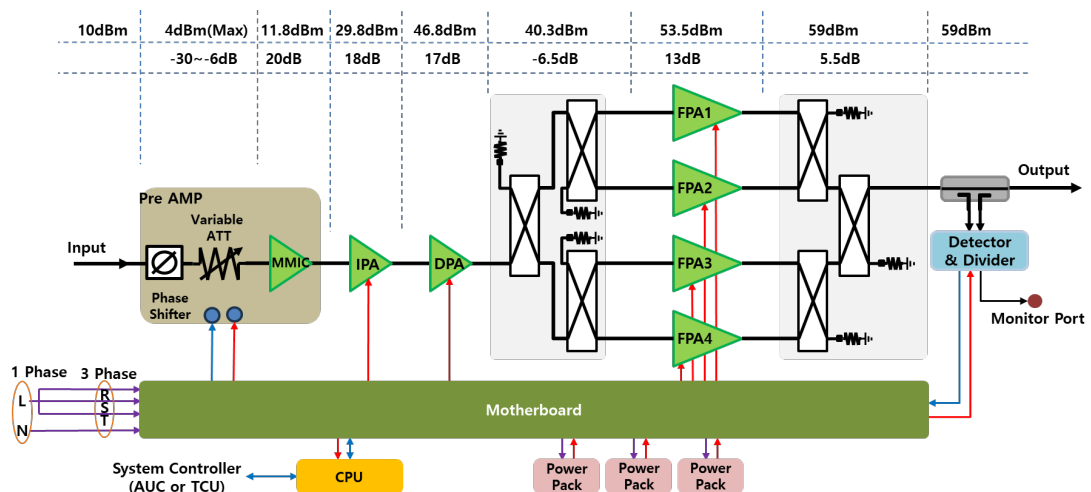 10dBm 4dBm(Max) 11.8dBm 29.8dBm 46.8dBm 40.3dBm 53.5dBm 59dBm 59dBm
-30~-6dB 20dB 18dB 17dB -6.5dB 13dB 5.5dB
Pre AMP
Variable
ATT
Input
MMIC
IPA
DPA
Phase
Shifter
FPA1
FPA2
FPA3
FPA4
Output
Detector
& Divider
Monitor Port
1 Phase
3 Phase
L
N
R
S
T
Motherboard
System Controller
(AUC or TCU)
CPU
Power
Pack
Power
Pack
Power
Pack